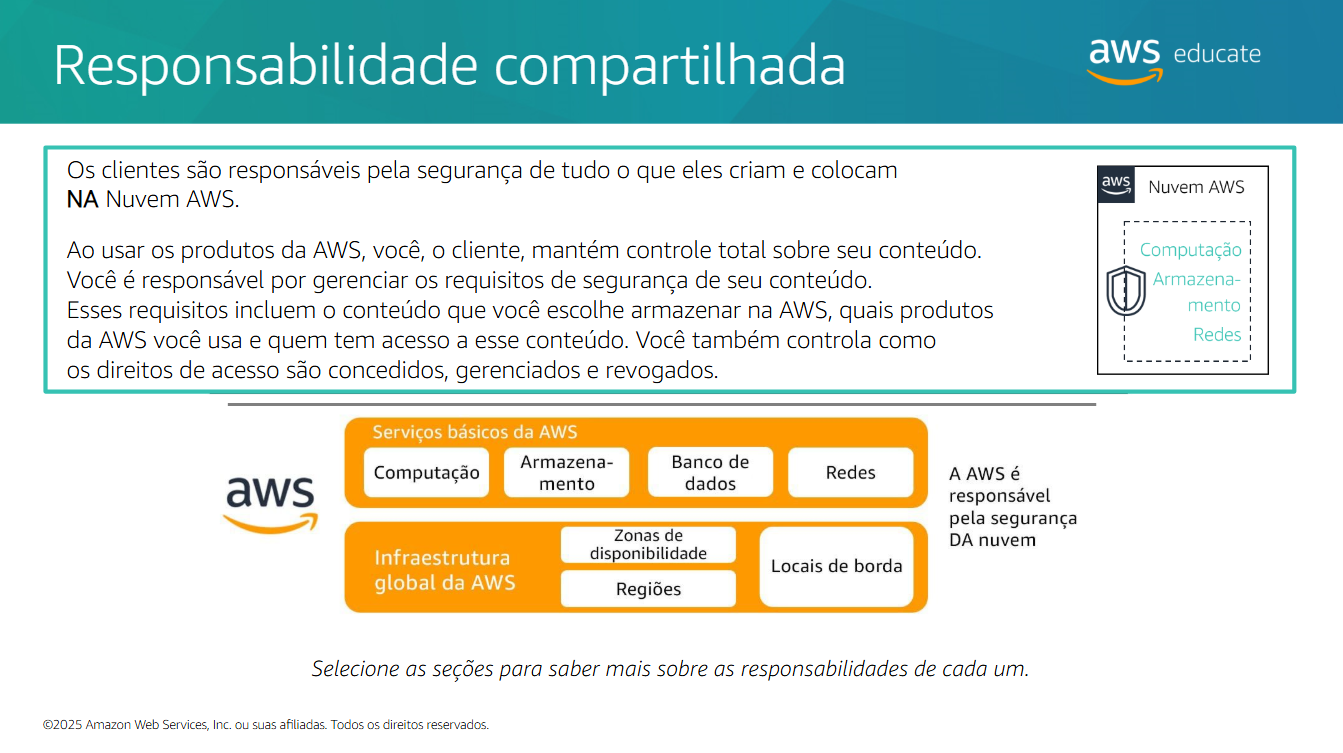 Responsabilidade compartilhada
aws educate
Os clientes são responsáveis pela segurança de tudo o que eles criam e colocam
NA Nuvem AWS.
Ao usar os produtos da AWS, você, o cliente, mantém controle total sobre seu conteúdo.
Você é responsável por gerenciar os requisitos de segurança de seu conteúdo.
Esses requisitos incluem o conteúdo que você escolhe armazenar na AWS, quais produtos
da AWS você usa e quem tem acesso a esse conteúdo. Você também controla como
os direitos de acesso são concedidos, gerenciados e revogados.
aws
Nuvem AWS
Computação
Armazena-
mento
Redes
aws
Serviços básicos da AWS
Computação
Armazena-
mento
Banco de
dados
Redes
Infraestrutura
global da AWS
Zonas de
disponibilidade
Regiões
Locais de borda
A AWS é
responsável
pela segurança
DA nuvem
Selecione as seções para saber mais sobre as responsabilidades de cada um.
©2025 Amazon Web Services, Inc. ou suas afiliadas. Todos os direitos reservados.